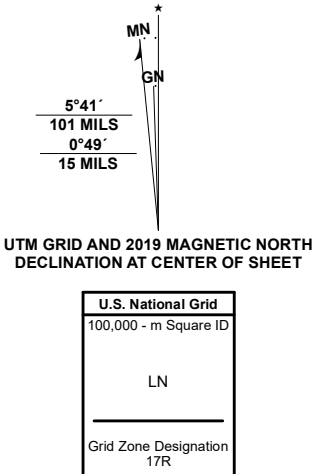 ★
MN
GN
5°41´
101 MILS
0°49´
15 MILS
UTM GRID AND 2019 MAGNETIC NORTH
DECLINATION AT CENTER OF SHEET
U.S. National Grid
100,000 - m Square ID
LN
Grid Zone Designation
17R